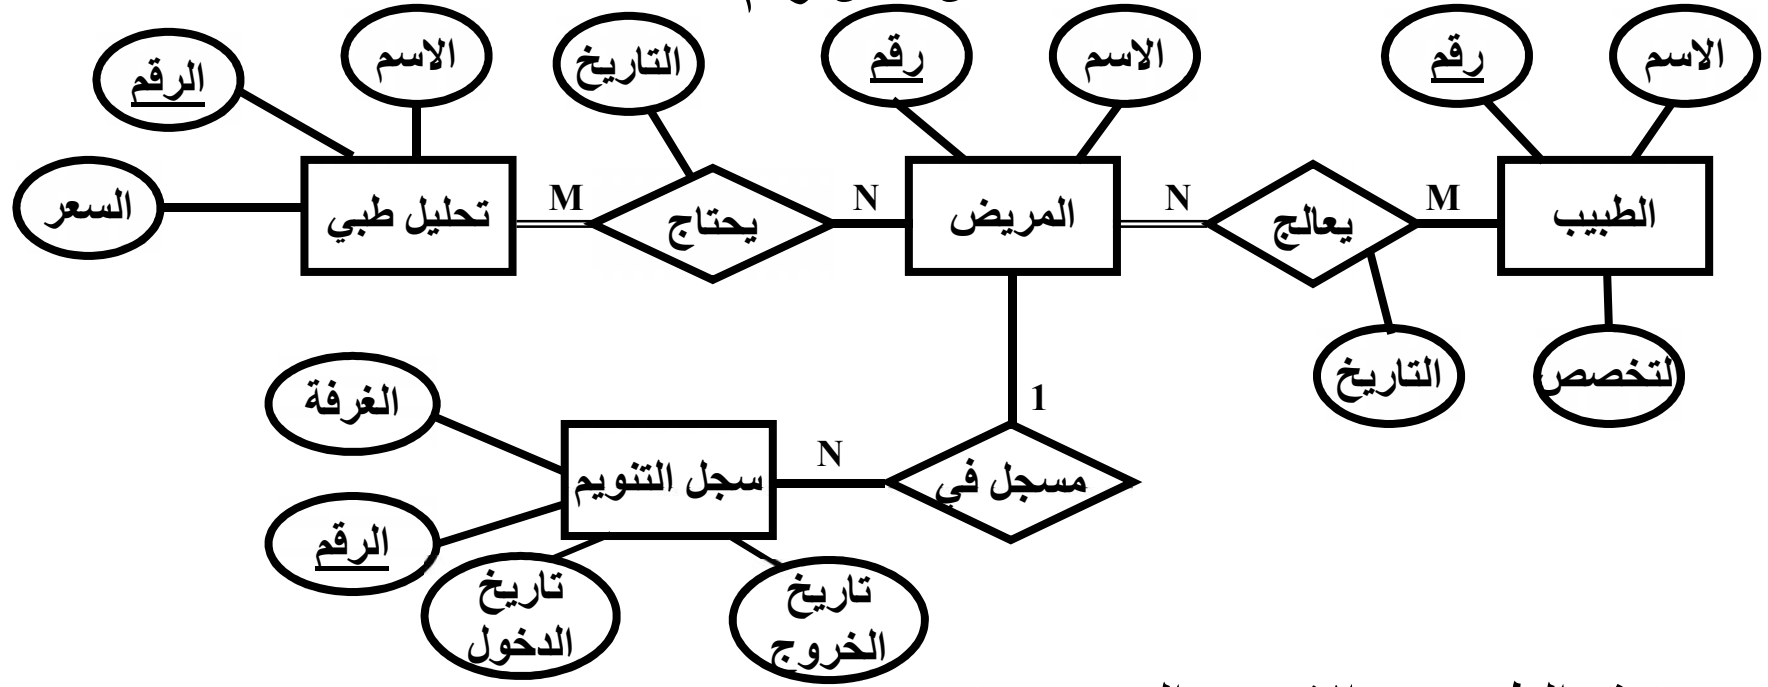 الاسم
رقم
الاسم
رقم
التاريخ
الاسم
الرقم
السعر
الطبيب
M
يعالج
N
المريض
N
يحتاج
M
تحليل طبي
لتخصص
التاريخ
1
مسجل في
N
سجل التنويم
الغرفة
الرقم
تاريخ
الخروج
تاريخ
الدخول